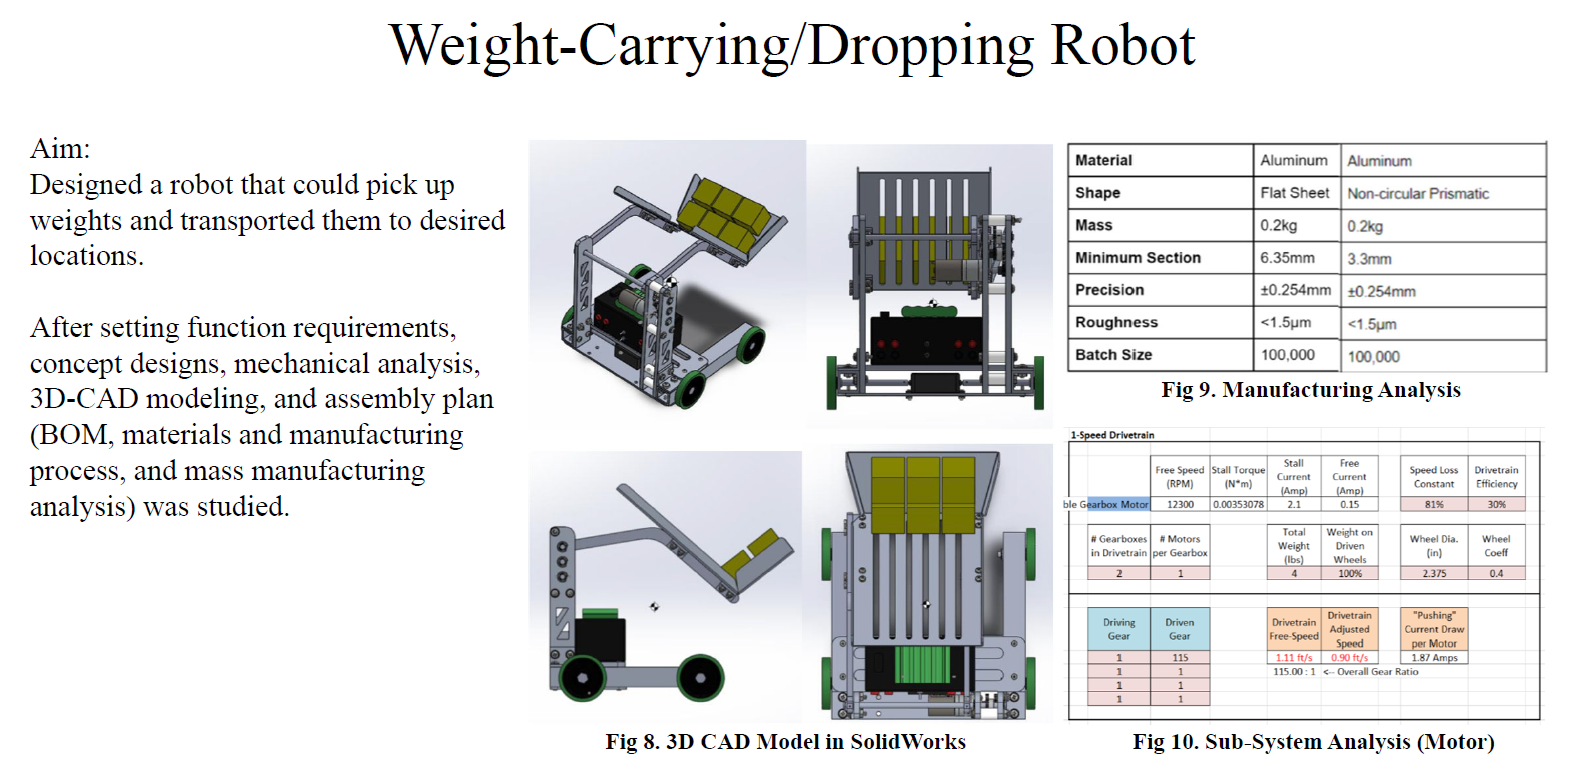 Weight-Carrying/Dropping Robot
Aim:
Designed a robot that could pick up
weights and transported them to desired
locations.
After setting function requirements,
concept designs, mechanical analysis,
3D-CAD modeling, and assembly plan
(BOM, materials and manufacturing
process, and mass manufacturing
analysis) was studied.
Fig 8. 3D CAD Model in SolidWorks
Material Aluminum Aluminum
Shape Flat Sheet Non-circular Prismatic
Mass 0.2kg 0.2kg
Minimum Section 6.35mm 3.3mm
Precision ±0.254mm ±0.254mm
Roughness <1.5μm <1.5μm
Batch Size 100,000 100,000
Fig 9. Manufacturing Analysis
1-Speed Drivetrain
Free Speed Stall Torque Stall Free Speed Loss Drivetrain
(RPM) (N*m) Current Current Constant Efficiency
(Amp) (Amp)
ble Gearbox Motor 12300 0.00353078 2.1 0.15 81% 30%
# Gearboxes # Motors Total Weight on Wheel Dia. Wheel
in Drivetrain per Gearbox Weight Driven (in) Coeff
(lbs) Wheels
2 1 4 100% 2.375 0.4
Driving Driven Drivetrain Drivetrain "Pushing"
Gear Gear Free-Speed Adjusted Current Draw
Speed per Motor
1 115 1.11 ft/s 0.90 ft/s 1.87 Amps
1 1 115.00 : 1 <-- Overall Gear Ratio
1 1
1 1
Fig 10. Sub-System Analysis (Motor)